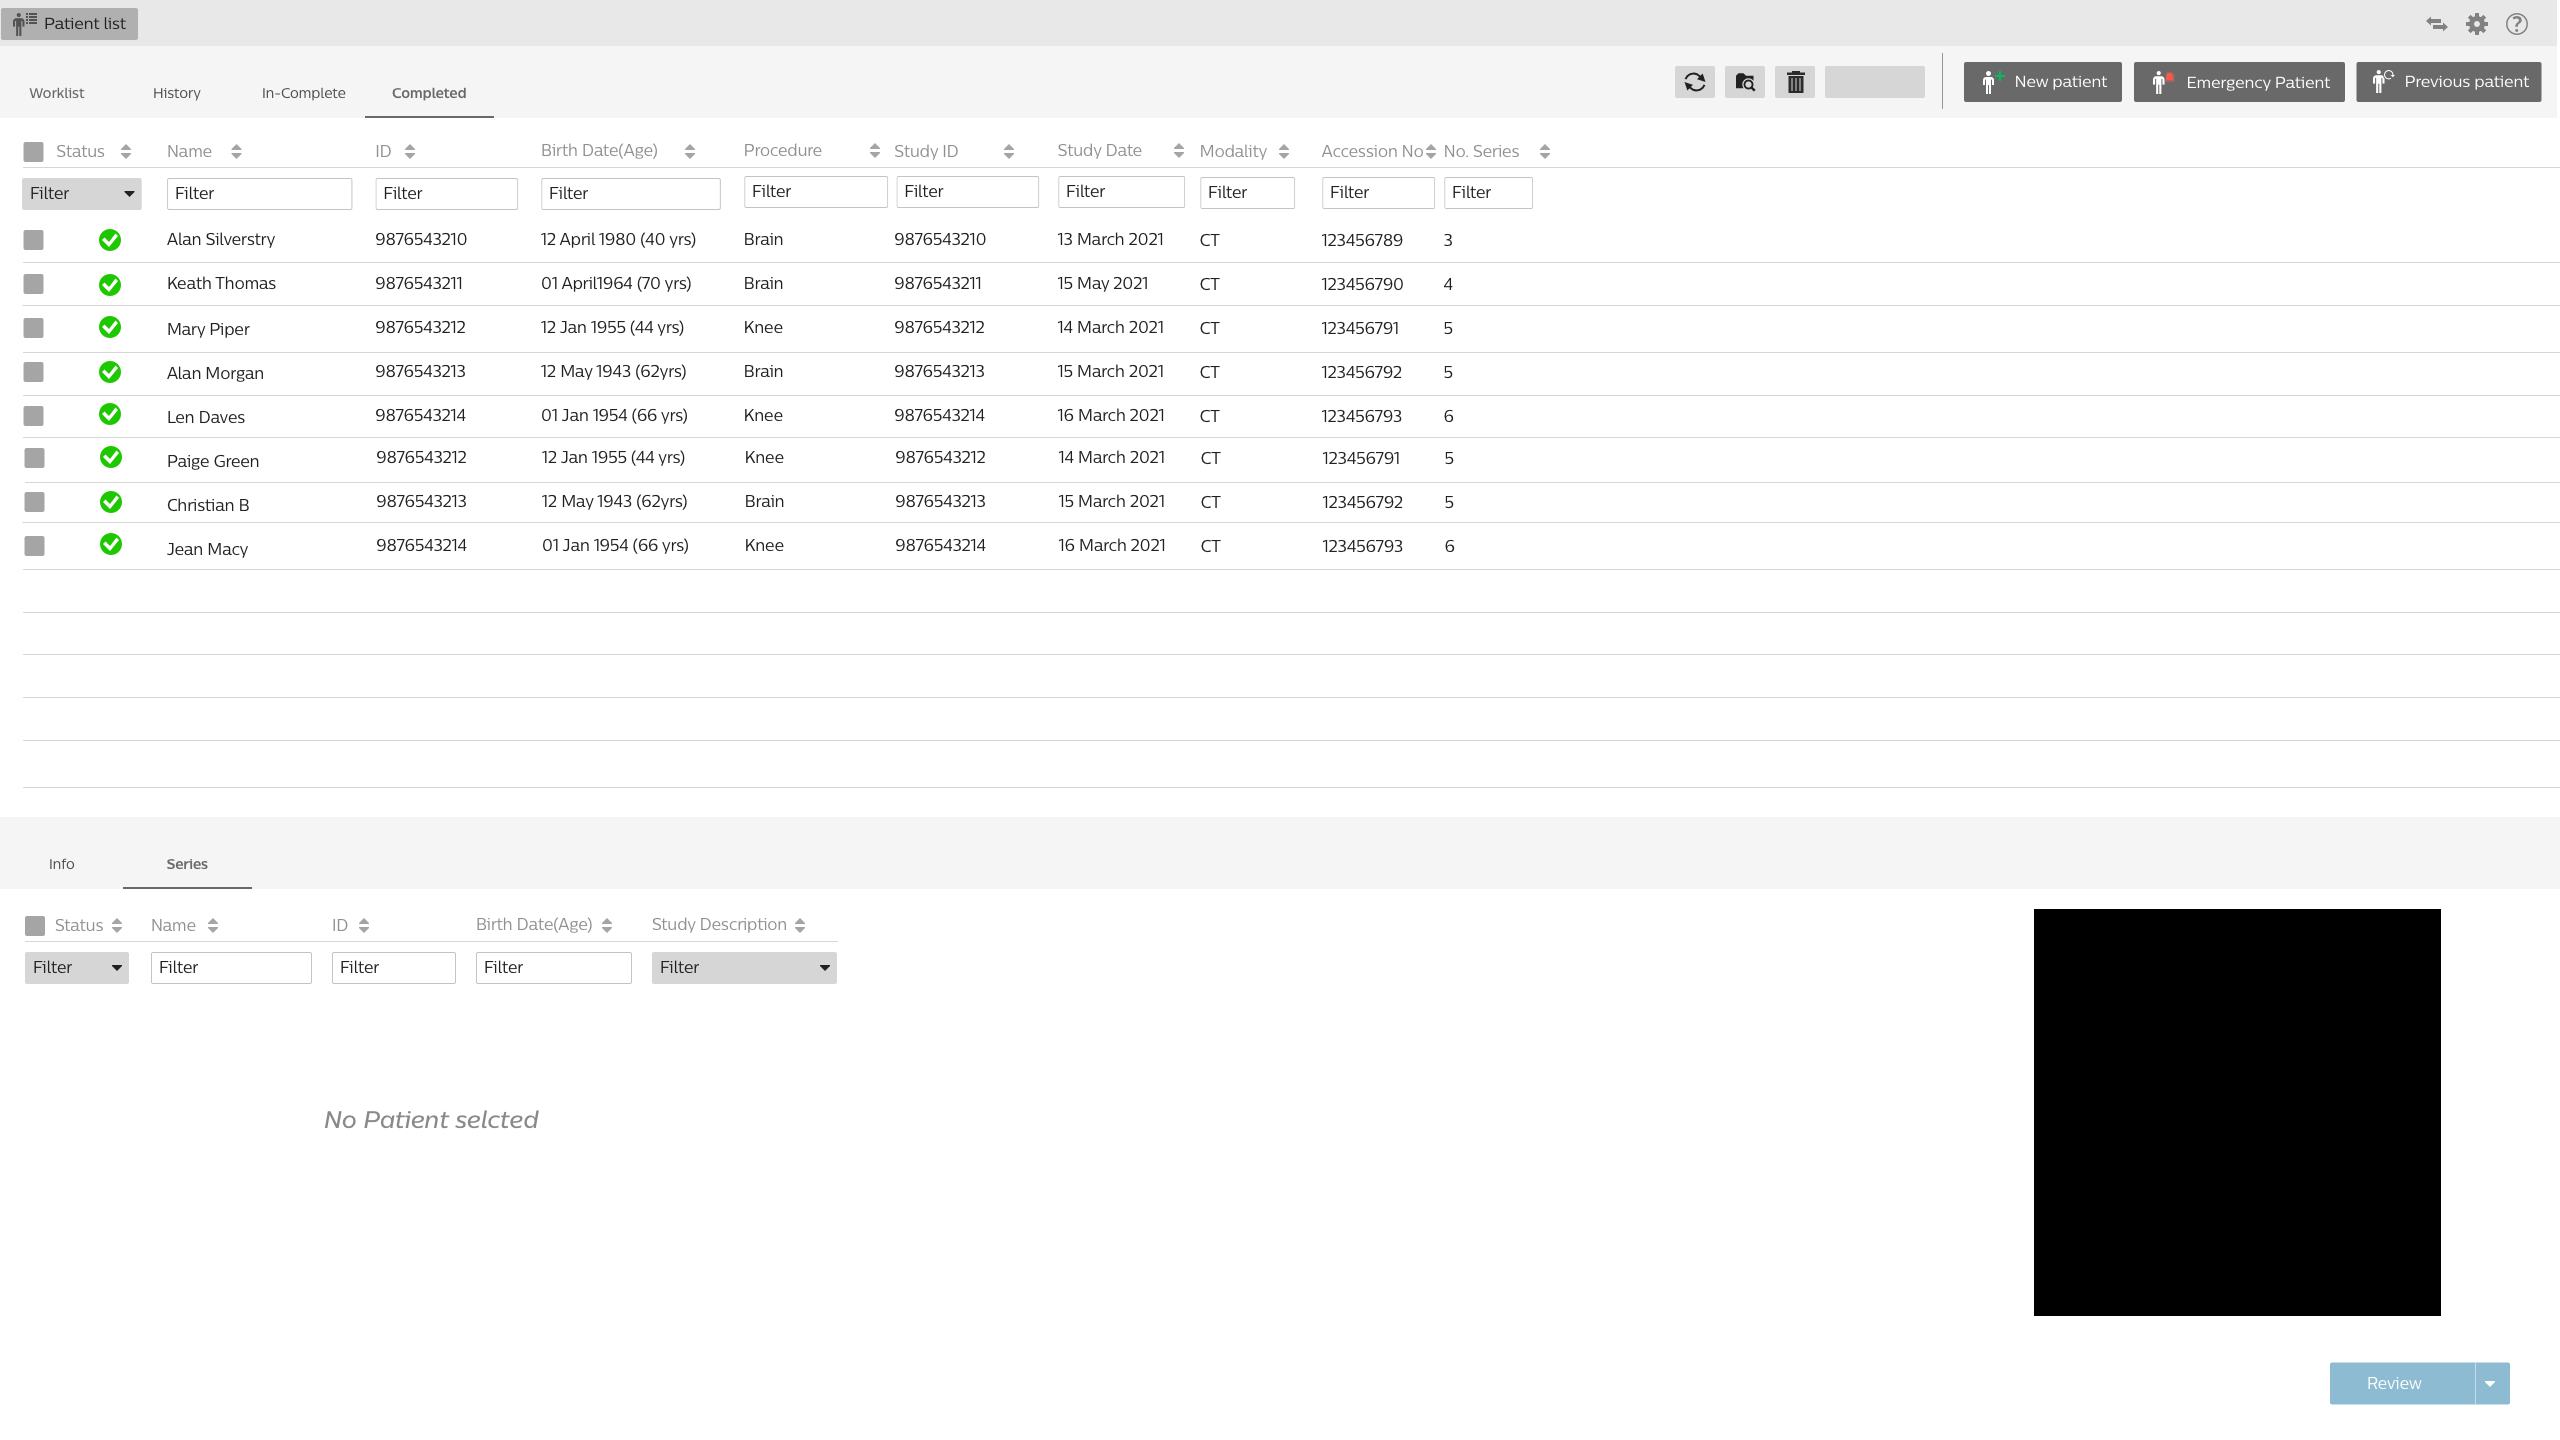 Patient list
Worklist History In-Complete Completed New patient Emergency Patient Previous patient
Status Name ID Birth Date(Age) Procedure Study ID Study Date Modality Accession No No. Series
Filter Filter Filter Filter Filter Filter Filter Filter Filter Filter
Alan Silverstry 9876543210 12 April 1980 (40 yrs) Brain 9876543210 13 March 2021 CT 123456789 3
Keath Thomas 9876543211 01 April1964 (70 yrs) Brain 9876543211 15 May 2021 CT 123456790 4
Mary Piper 9876543212 12 Jan 1955 (44 yrs) Knee 9876543212 14 March 2021 CT 123456791 5
Alan Morgan 9876543213 12 May 1943 (62yrs) Brain 9876543213 15 March 2021 CT 123456792 5
Len Daves 9876543214 01 Jan 1954 (66 yrs) Knee 9876543214 16 March 2021 CT 123456793 6
Paige Green 9876543212 12 Jan 1955 (44 yrs) Knee 9876543212 14 March 2021 CT 123456791 5
Christian B 9876543213 12 May 1943 (62yrs) Brain 9876543213 15 March 2021 CT 123456792 5
Jean Macy 9876543214 01 Jan 1954 (66 yrs) Knee 9876543214 16 March 2021 CT 123456793 6
Info Series
Status Name ID Birth Date(Age) Study Description
Filter Filter Filter Filter Filter
No Patient selcted
Review